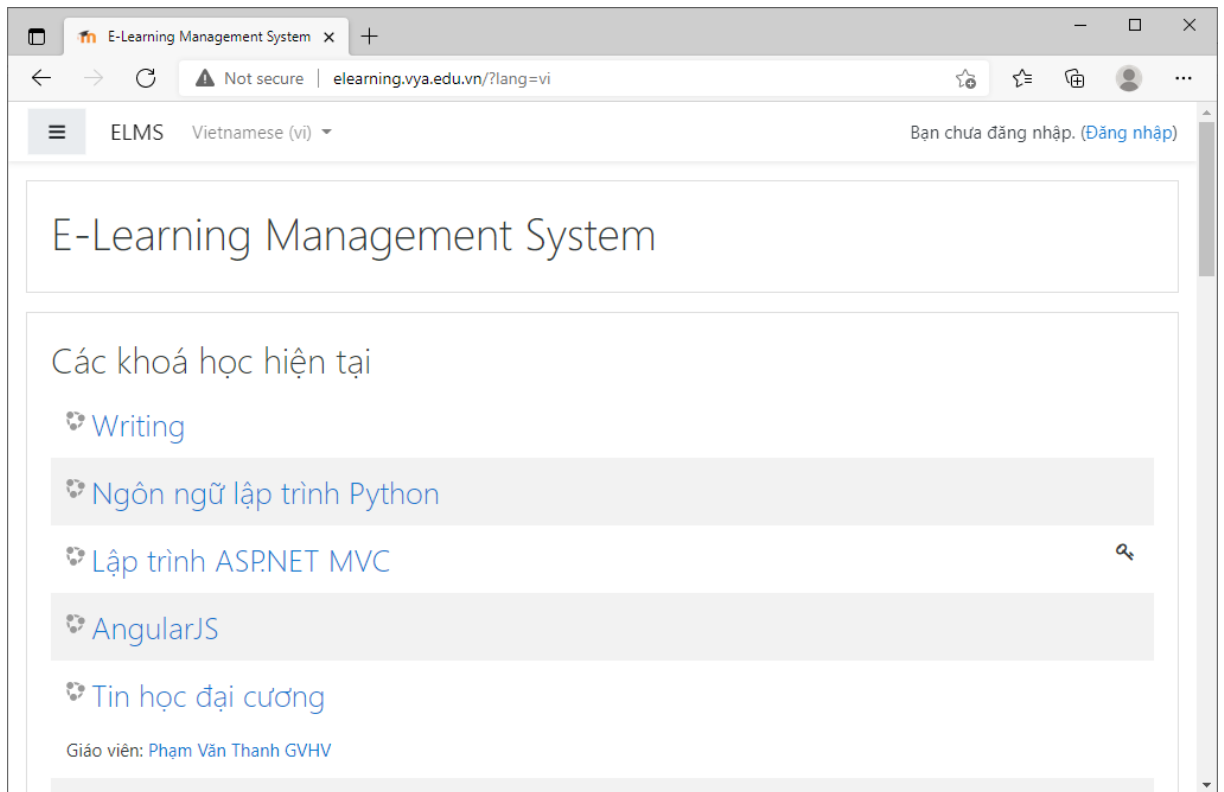 E-Learning Management System
Not secure | elearning.vya.edu.vn/?lang=vi
ELMS Vietnamese (vi) Bạn chưa đăng nhập. (Đăng nhập)
E-Learning Management System
Các khoá học hiện tại
Writing
Ngôn ngữ lập trình Python
Lập trình ASP.NET MVC
AngularJS
Tin học đại cương
Giáo viên: Phạm Văn Thanh GVHV